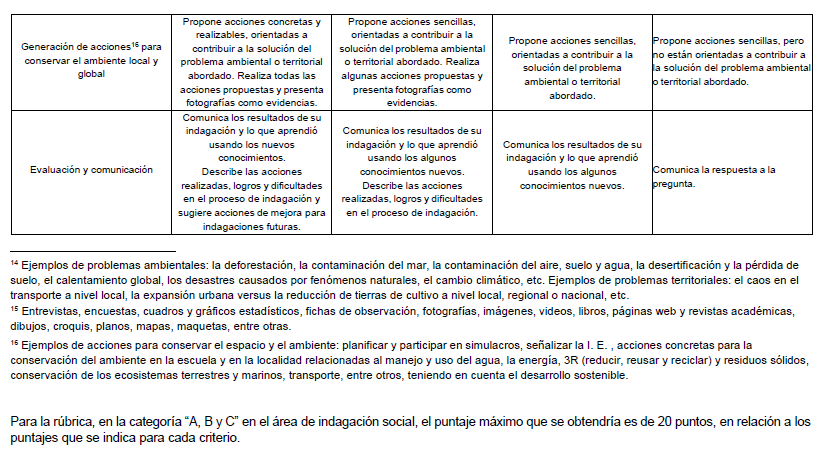 Generación de acciones¹⁶ para
conservar el ambiente local y
global
Propone acciones concretas y
realizables, orientadas a
contribuir a la solución del
problema ambiental o territorial
abordado. Realiza todas las
acciones propuestas y presenta
fotografías como evidencias.
Propone acciones sencillas,
orientadas a contribuir a la
solución del problema ambiental
o territorial abordado. Realiza
algunas acciones propuestas y
presenta fotografías como
evidencias.
Propone acciones sencillas,
orientadas a contribuir a la
solución del problema
ambiental o territorial
abordado.
Propone acciones sencillas, pero
no están orientadas a contribuir a
la solución del problema ambiental
o territorial abordado.
Evaluación y comunicación
Comunica los resultados de su
indagación y lo que aprendió
usando los nuevos
conocimientos.
Describe las acciones
realizadas, logros y dificultades
en el proceso de indagación y
sugiere acciones de mejora para
indagaciones futuras.
Comunica los resultados de su
indagación y lo que aprendió
usando los algunos
conocimientos nuevos.
Describe las acciones
realizadas, logros y dificultades
en el proceso de indagación.
Comunica los resultados de su
indagación y lo que aprendió
usando los algunos
conocimientos nuevos.
Comunica la respuesta a la
pregunta.
¹⁴ Ejemplos de problemas ambientales: la deforestación, la contaminación del mar, la contaminación del aire, suelo y agua, la desertificación y la pérdida de
suelo, el calentamiento global, los desastres causados por fenómenos naturales, el cambio climático, etc. Ejemplos de problemas territoriales: el caos en el
transporte a nivel local, la expansión urbana versus la reducción de tierras de cultivo a nivel local, regional o nacional, etc.
¹⁵ Entrevistas, encuestas, cuadros y gráficos estadísticos, fichas de observación, fotografías, imágenes, videos, libros, páginas web y revistas académicas,
dibujos, croquis, planos, mapas, maquetas, entre otras.
¹⁶ Ejemplos de acciones para conservar el espacio y el ambiente: planificar y participar en simulacros, señalizar la I. E. , acciones concretas para la
conservación del ambiente en la escuela y en la localidad relacionadas al manejo y uso del agua, la energía, 3R (reducir, reusar y reciclar) y residuos sólidos,
conservación de los ecosistemas terrestres y marinos, transporte, entre otros, teniendo en cuenta el desarrollo sostenible.
Para la rúbrica, en la categoría “A, B y C” en el área de indagación social, el puntaje máximo que se obtendría es de 20 puntos, en relación a los
puntajes que se indica para cada criterio.